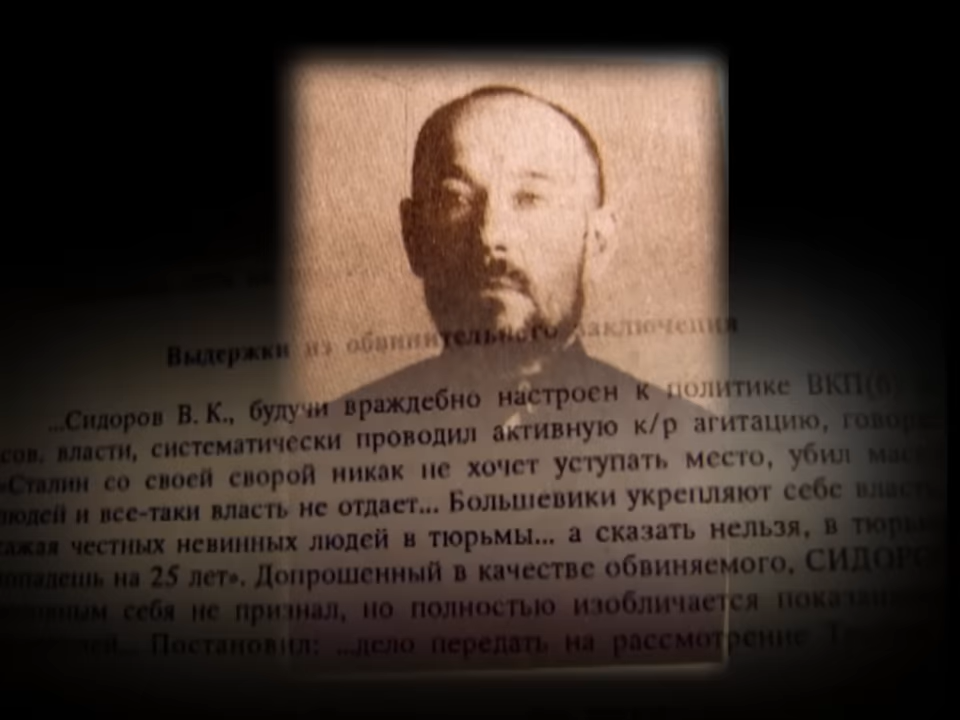 Выдержки из обвинительного заключения
...Сидоров В. К., будучи враждебно настроен к политике ВКП(б)
сов. власти, систематически проводил активную к/р агитацию,
«Сталин со своей сворой никак не хочет уступать место, убил
людей и все-таки власть не отдает... Большевики укрепляют себе власть,
сажая честных невинных людей в тюрьмы... а сказать нельзя, в
попадешь на 25 лет». Допрошенный в качестве обвиняемого,
себя не признал, но полностью изобличается
Постановил: ...дело передать на рассмотрение